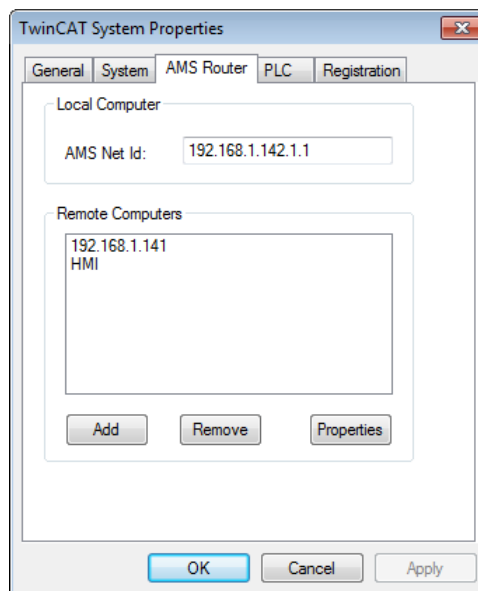 TwinCAT System Properties
General System AMS Router PLC Registration
Local Computer
AMS Net Id: 192.168.1.142.1.1
Remote Computers
192.168.1.141
HMI
Add Remove Properties
OK Cancel Apply